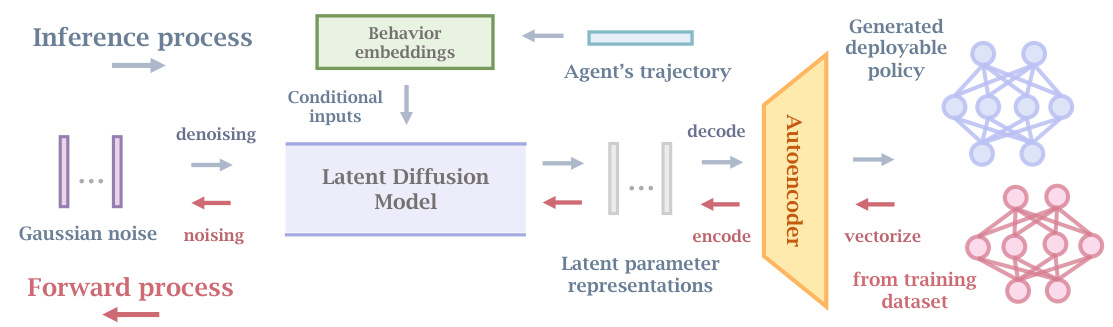 Inference process
Behavior
embeddings
Agent's trajectory
Generated
deployable
policy
Conditional
inputs
denoising
decode
...
Latent Diffusion
Model
...
Autoencoder
Gaussian noise
noising
encode
vectorize
Latent parameter
representations
Forward process
from training
dataset